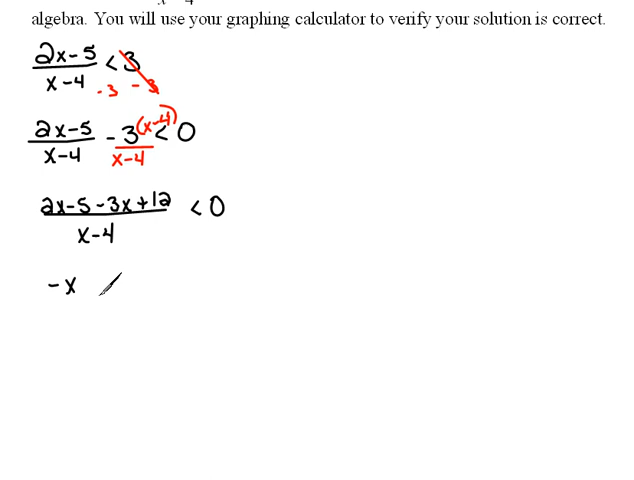 algebra. You will use your graphing calculator to verify your solution is correct.
2x-5 / x-4 < 3
-3 -3
2x-5 / x-4 - 3(x-4) / x-4 < 0
2x-5-3x+12 / x-4 < 0
-x